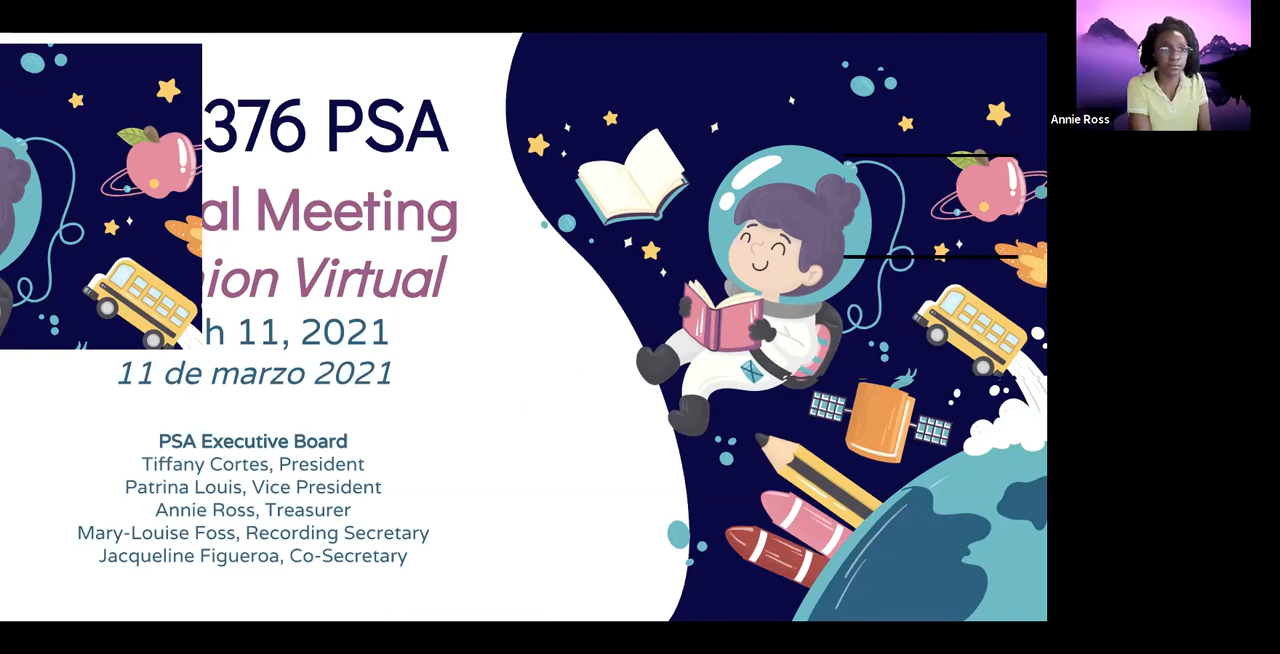 376 PSA
al Meeting
ion Virtual
h 11, 2021
11 de marzo 2021
PSA Executive Board
Tiffany Cortes, President
Patrina Louis, Vice President
Annie Ross, Treasurer
Mary-Louise Foss, Recording Secretary
Jacqueline Figueroa, Co-Secretary
Annie Ross